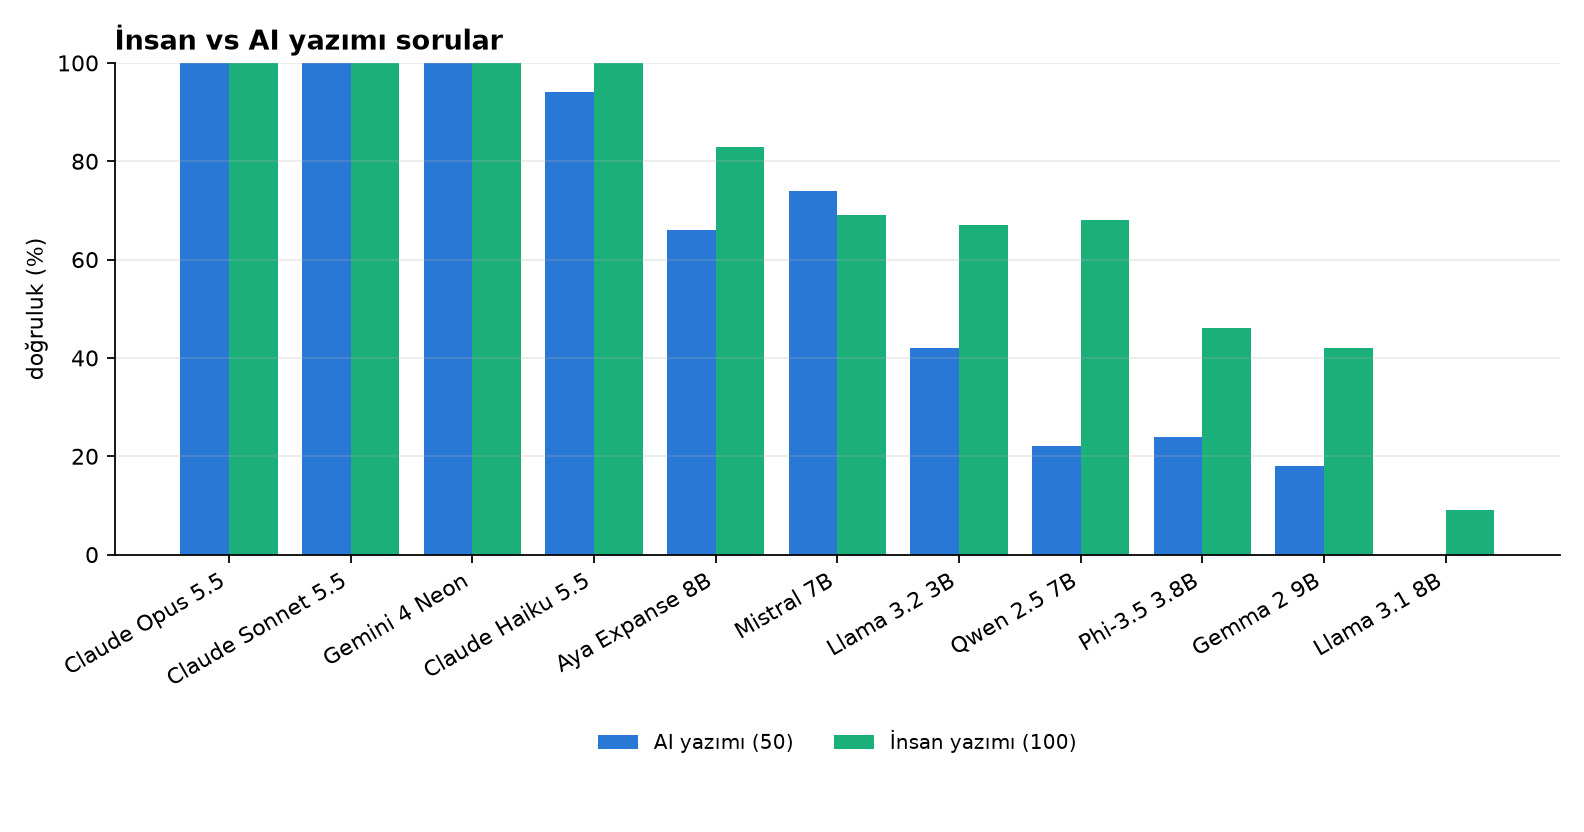 İnsan vs AI yazımı sorular
doğruluk (%)
100
80
60
40
20
0
Claude Opus 5.5
Claude Sonnet 5.5
Gemini 4 Neon
Claude Haiku 5.5
Aya Expanse 8B
Mistral 7B
Llama 3.2 3B
Qwen 2.5 7B
Phi-3.5 3.8B
Gemma 2 9B
Llama 3.1 8B
AI yazımı (50)
İnsan yazımı (100)